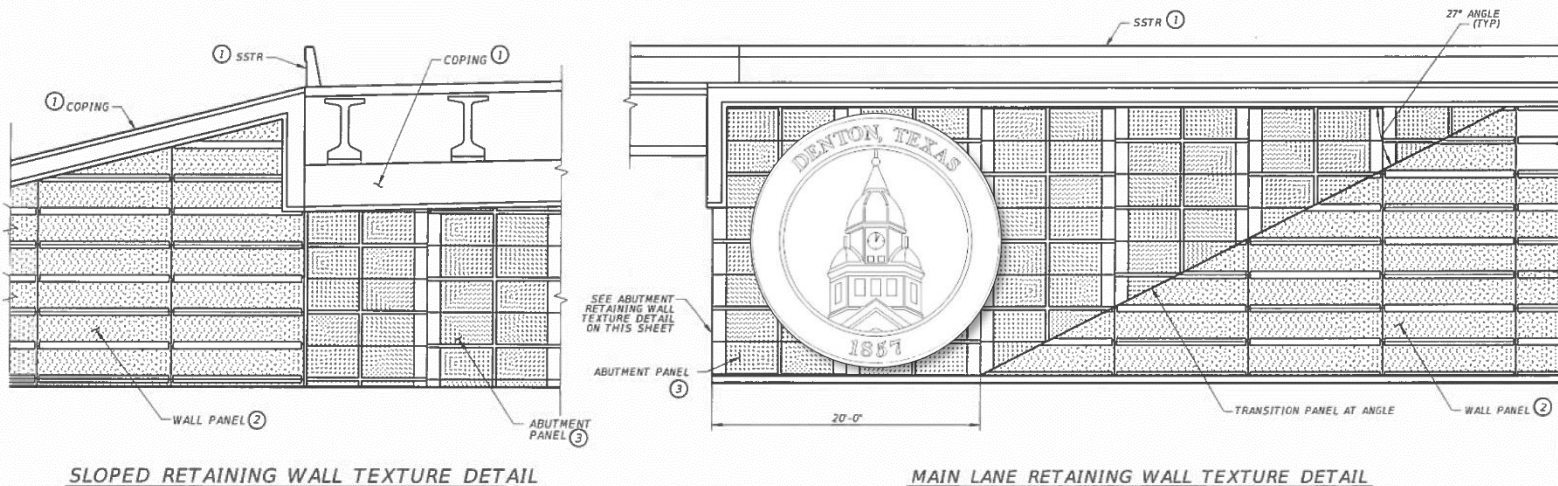 ① SSTR
COPING ①
① COPING
WALL PANEL ②
ABUTMENT
PANEL ③
SLOPED RETAINING WALL TEXTURE DETAIL
SSTR ①
27° ANGLE
(TYP)
DENTON, TEXAS
1857
SEE ABUTMENT
RETAINING WALL
TEXTURE DETAIL
ON THIS SHEET
ABUTMENT PANEL
③
20'-0"
TRANSITION PANEL AT ANGLE
WALL PANEL ②
MAIN LANE RETAINING WALL TEXTURE DETAIL